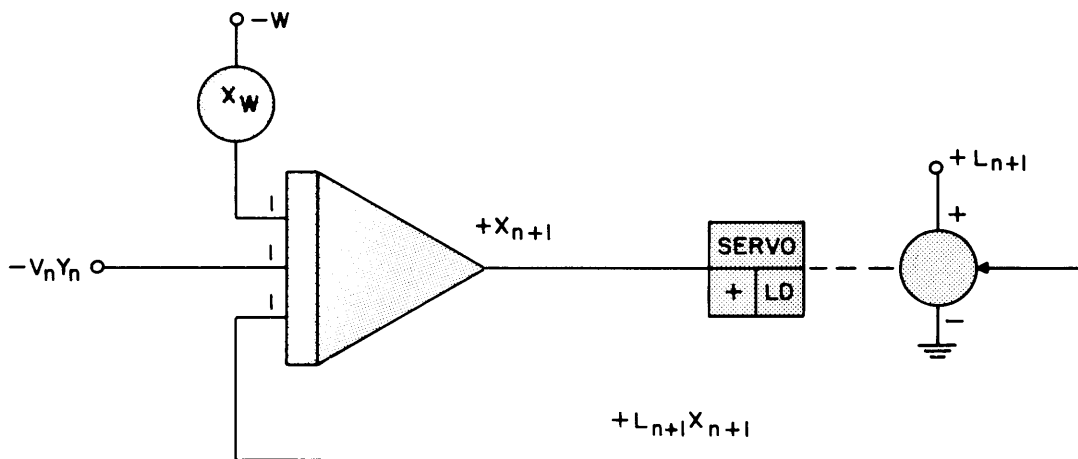 −W
X_W
+L_{n+1}
1
+X_{n+1}
+
SERVO
1
−V_nY_n
+ LD
1
−
+L_{n+1}X_{n+1}